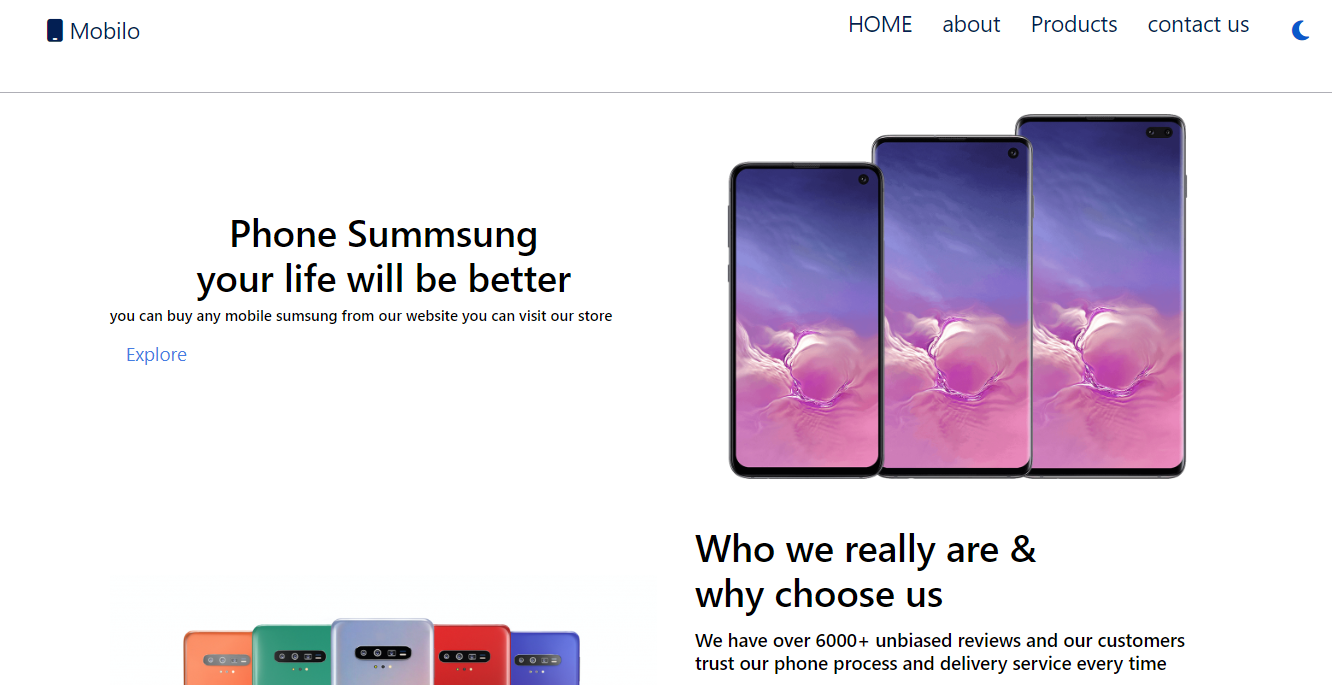 Mobilo
HOME about Products contact us
Phone Summsung
your life will be better
you can buy any mobile sumsung from our website you can visit our store
Explore
Who we really are &
why choose us
We have over 6000+ unbiased reviews and our customers
trust our phone process and delivery service every time